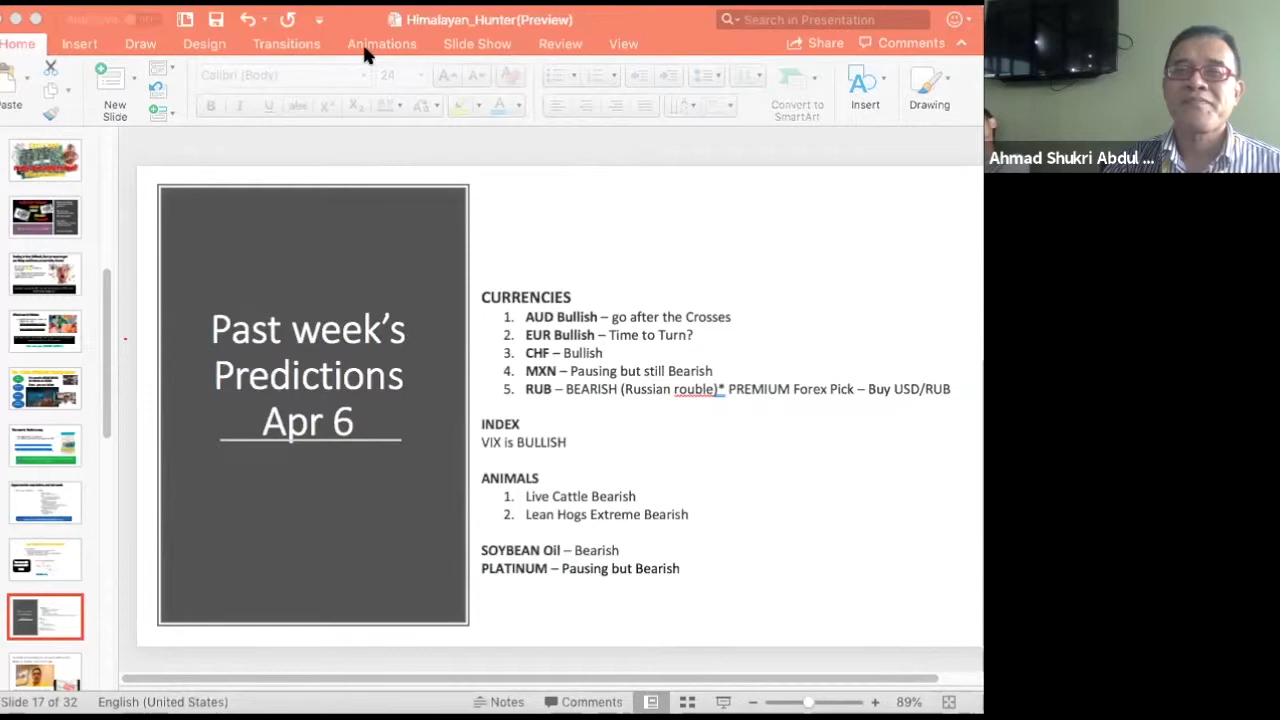 Himalayan_Hunter(Preview)
Search in Presentation
Home Insert Draw Design Transitions Animations Slide Show Review View Share Comments
Calibri (Body) 24
Paste
New
Slide
Convert to
SmartArt
Insert
Drawing
Ahmad Shukri Abdul ...
Past week's
Predictions
Apr 6
CURRENCIES
1. AUD Bullish – go after the Crosses
2. EUR Bullish – Time to Turn?
3. CHF – Bullish
4. MXN – Pausing but still Bearish
5. RUB – BEARISH (Russian rouble)* PREMIUM Forex Pick – Buy USD/RUB
INDEX
VIX is BULLISH
ANIMALS
1. Live Cattle Bearish
2. Lean Hogs Extreme Bearish
SOYBEAN Oil – Bearish
PLATINUM – Pausing but Bearish
Slide 17 of 32 English (United States) Notes Comments 89%